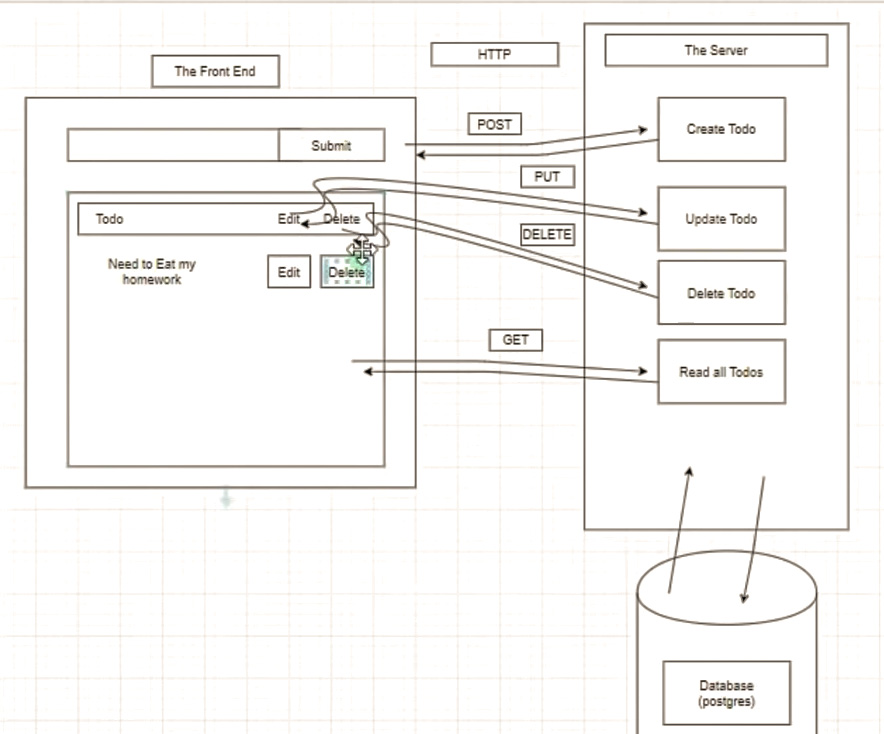 The Front End
HTTP
The Server
Submit
POST
Create Todo
PUT
Todo
Edit
Delete
Update Todo
DELETE
Need to Eat my
homework
Edit
Delete
Delete Todo
GET
Read all Todos
Database
(postgres)